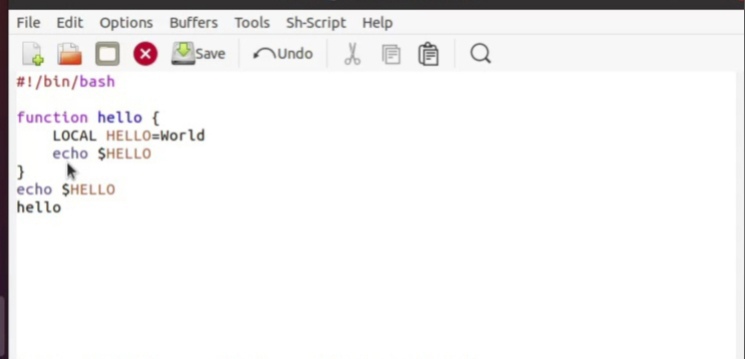 File Edit Options Buffers Tools Sh-Script Help
Save Undo
#!/bin/bash
function hello {
    LOCAL HELLO=World
    echo $HELLO
}
echo $HELLO
hello